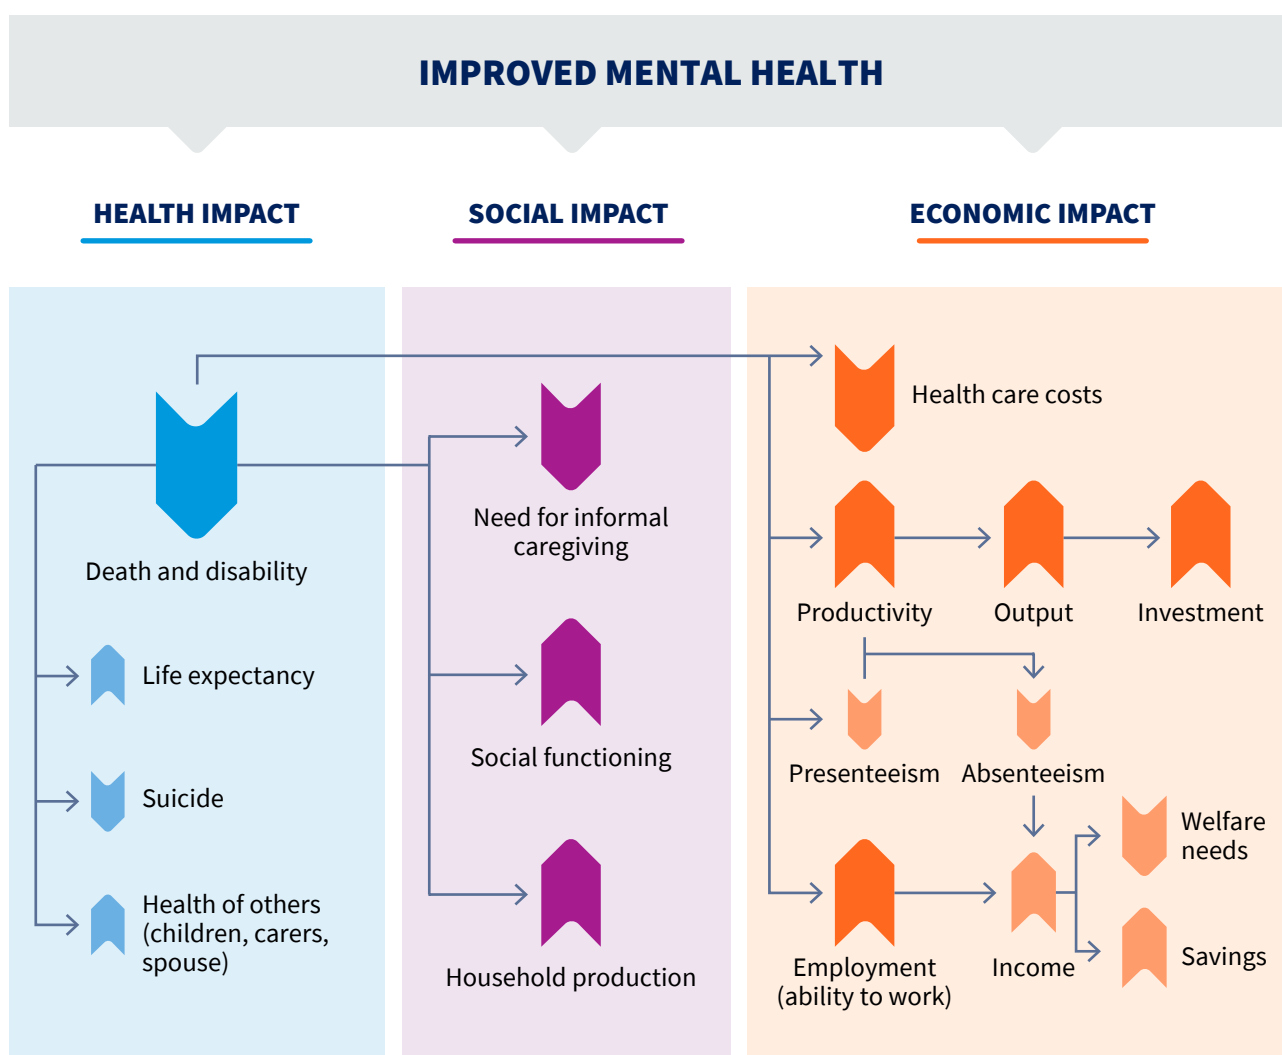 IMPROVED MENTAL HEALTH
HEALTH IMPACT
SOCIAL IMPACT
ECONOMIC IMPACT
Death and disability
Life expectancy
Suicide
Health of others
(children, carers,
spouse)
Need for informal
caregiving
Social functioning
Household production
Health care costs
Productivity
Output
Investment
Presenteeism
Absenteeism
Welfare
needs
Employment
(ability to work)
Income
Savings